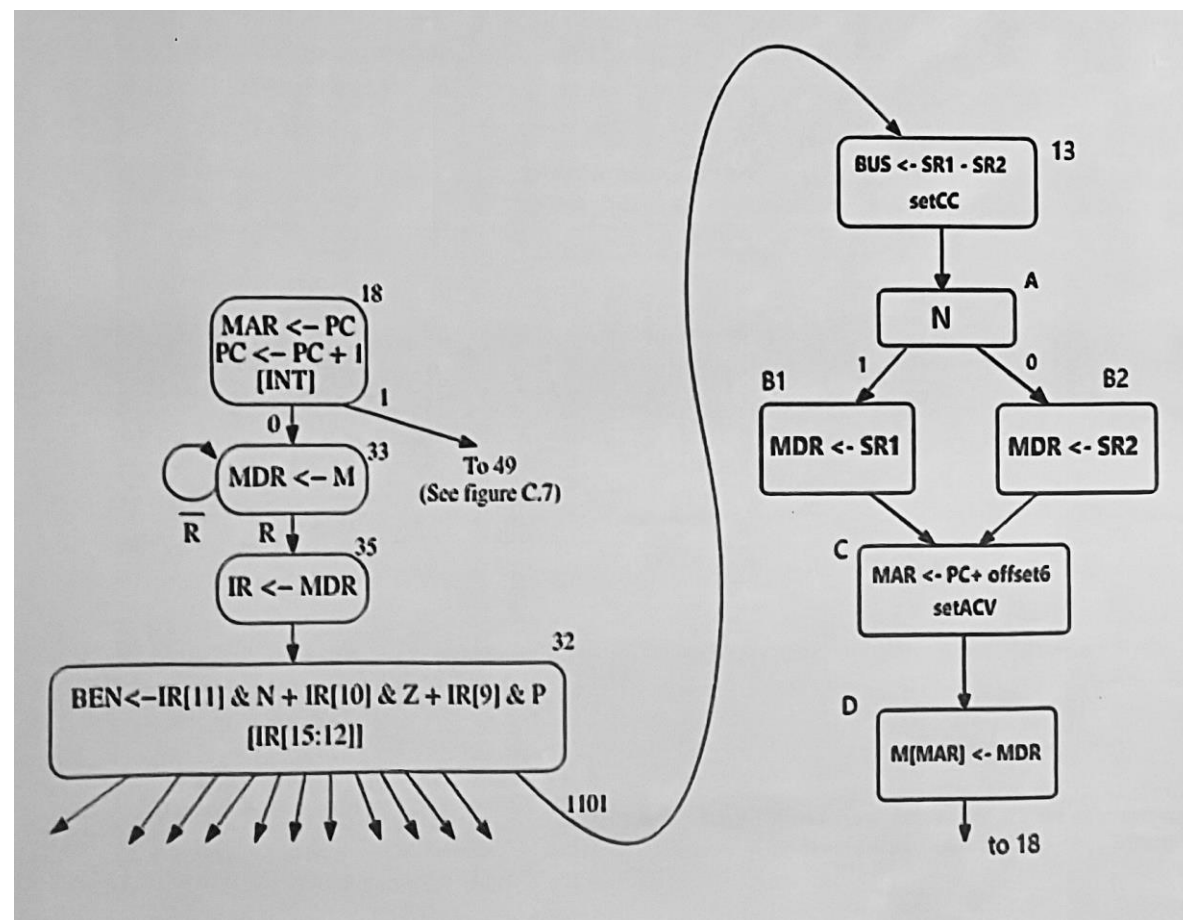 18
MAR <– PC
PC <– PC + 1
[INT]
0
1
To 49
(See figure C.7)
33
MDR <– M
R̅
R
35
IR <– MDR
32
BEN<–IR[11] & N + IR[10] & Z + IR[9] & P
[IR[15:12]]
1101
13
BUS <- SR1 - SR2
setCC
A
N
1
0
B1
MDR <- SR1
B2
MDR <- SR2
C
MAR <- PC+ offset6
setACV
D
M[MAR] <- MDR
to 18